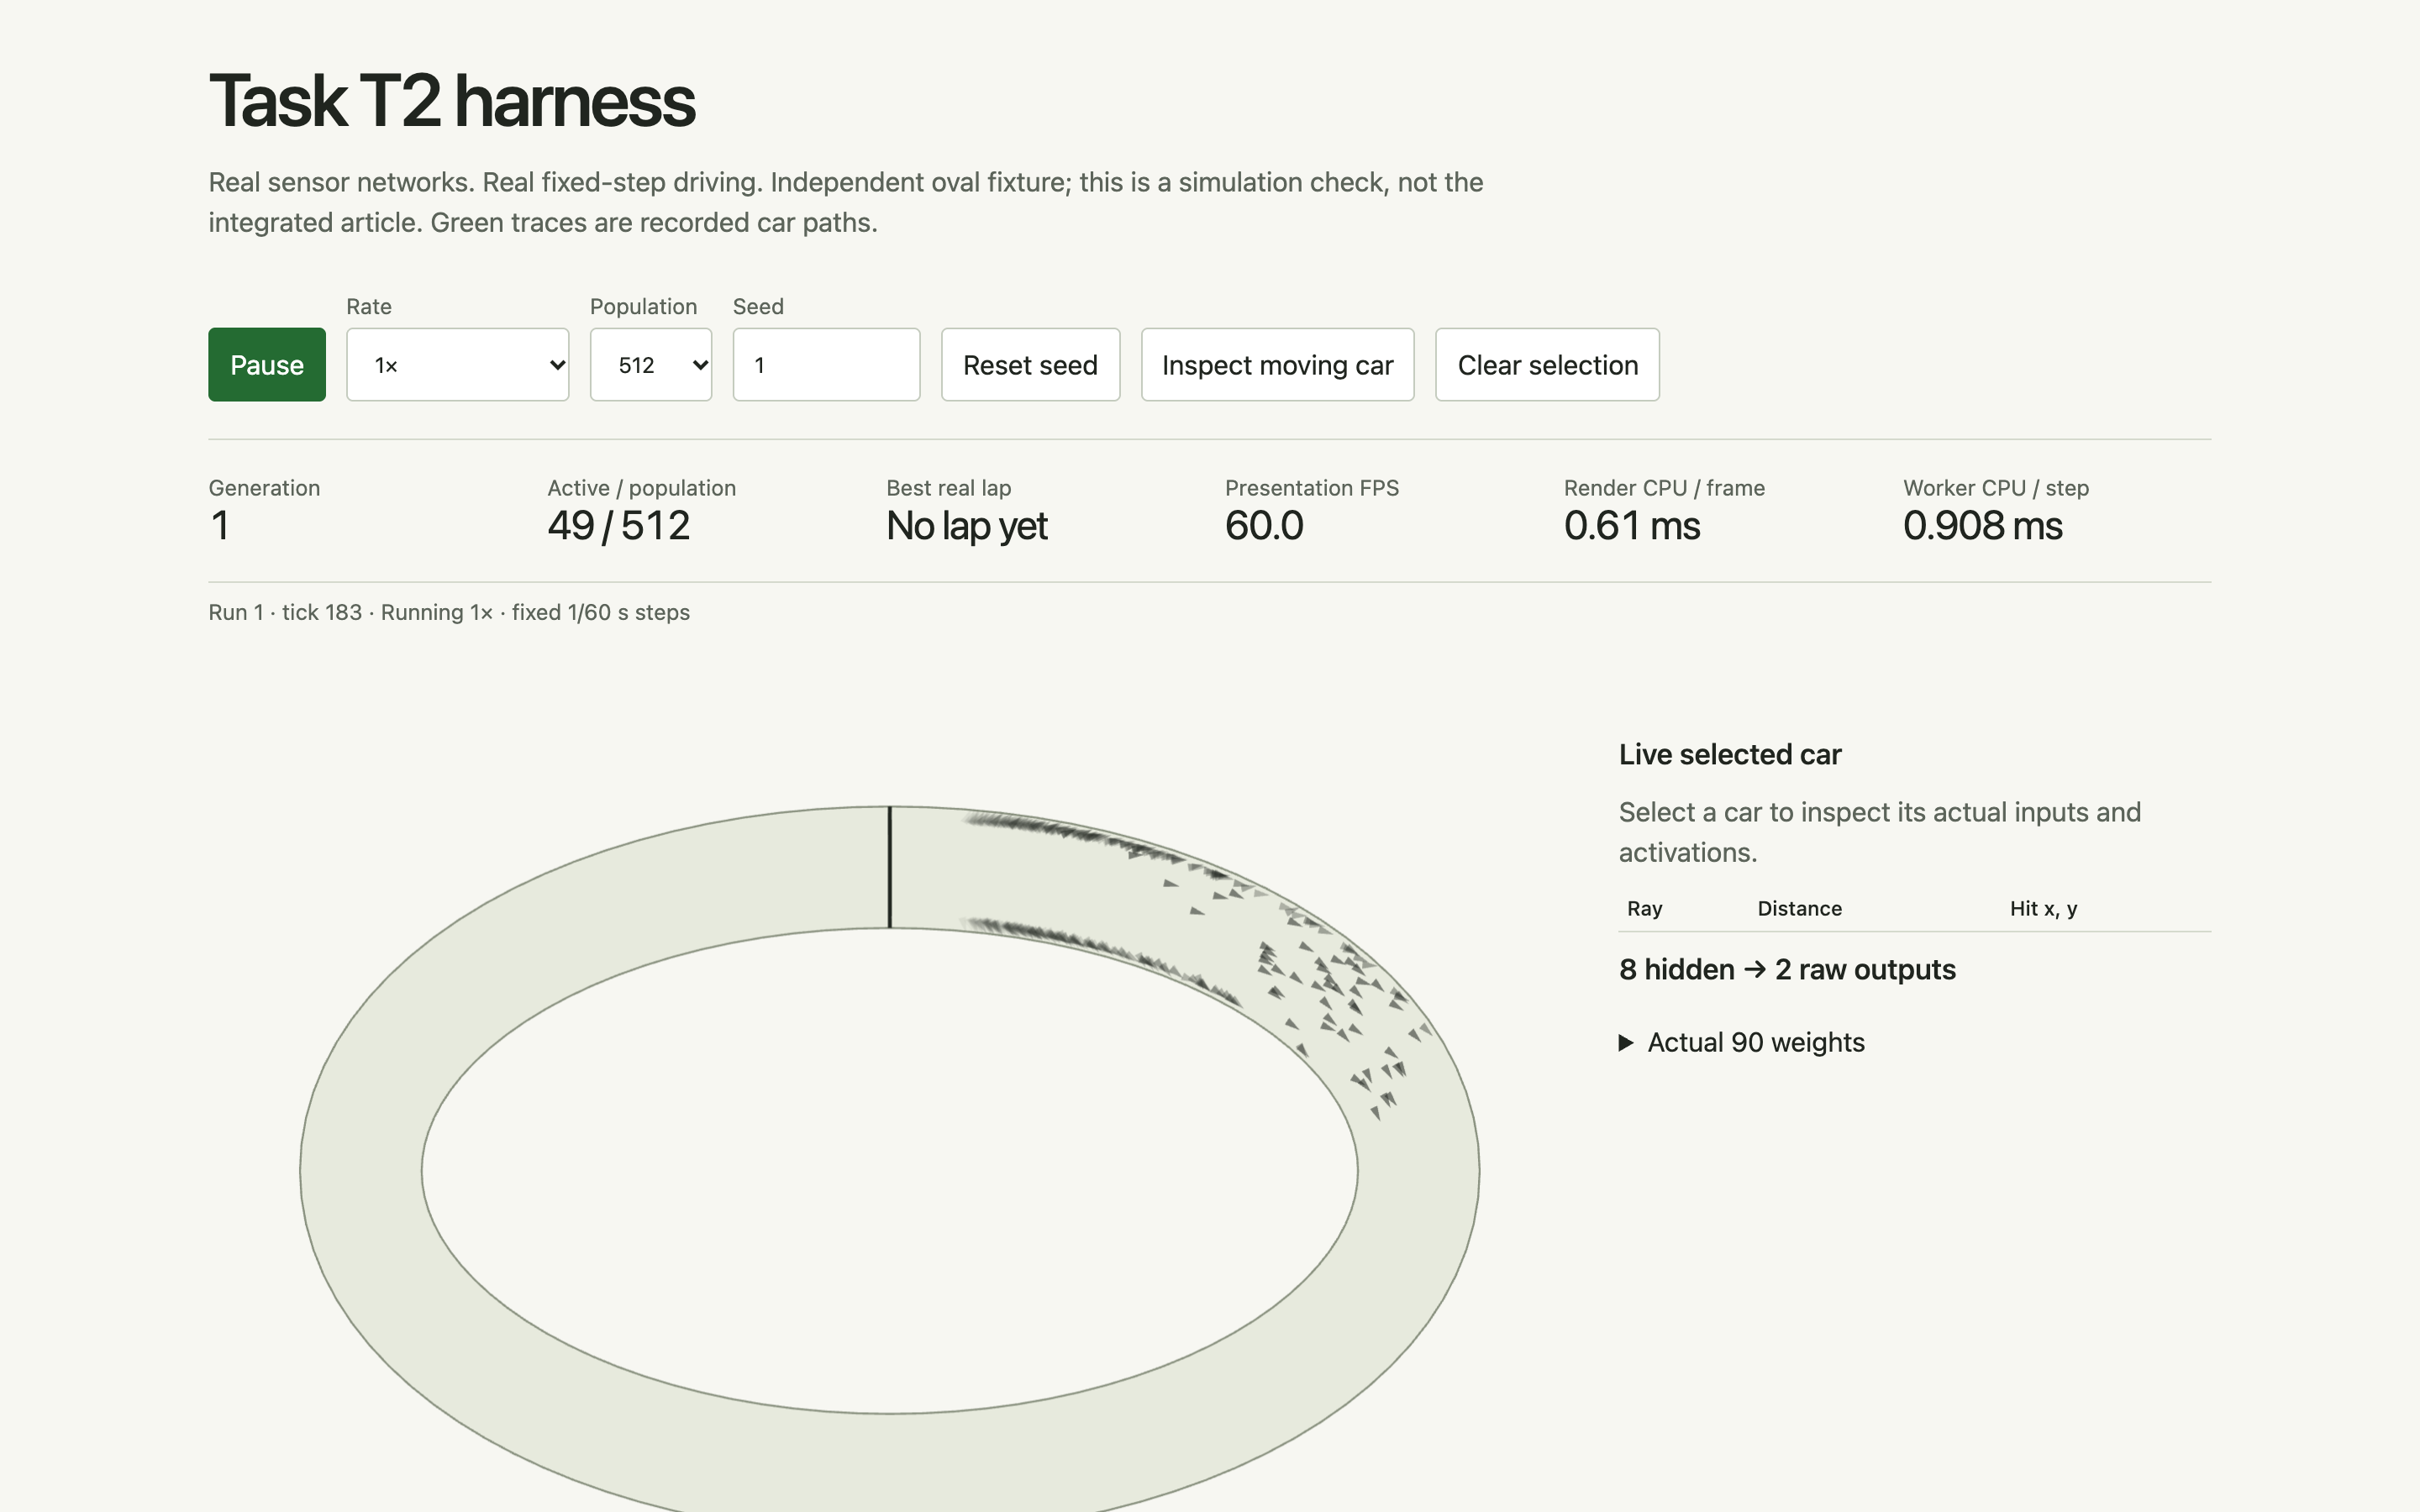 Task T2 harness
Real sensor networks. Real fixed-step driving. Independent oval fixture; this is a simulation check, not the
integrated article. Green traces are recorded car paths.
Rate
Population
Seed
Pause
1×
512
1
Reset seed
Inspect moving car
Clear selection
Generation
1
Active / population
49 / 512
Best real lap
No lap yet
Presentation FPS
60.0
Render CPU / frame
0.61 ms
Worker CPU / step
0.908 ms
Run 1 · tick 183 · Running 1× · fixed 1/60 s steps
Live selected car
Select a car to inspect its actual inputs and
activations.
Ray
Distance
Hit x, y
8 hidden → 2 raw outputs
▶ Actual 90 weights